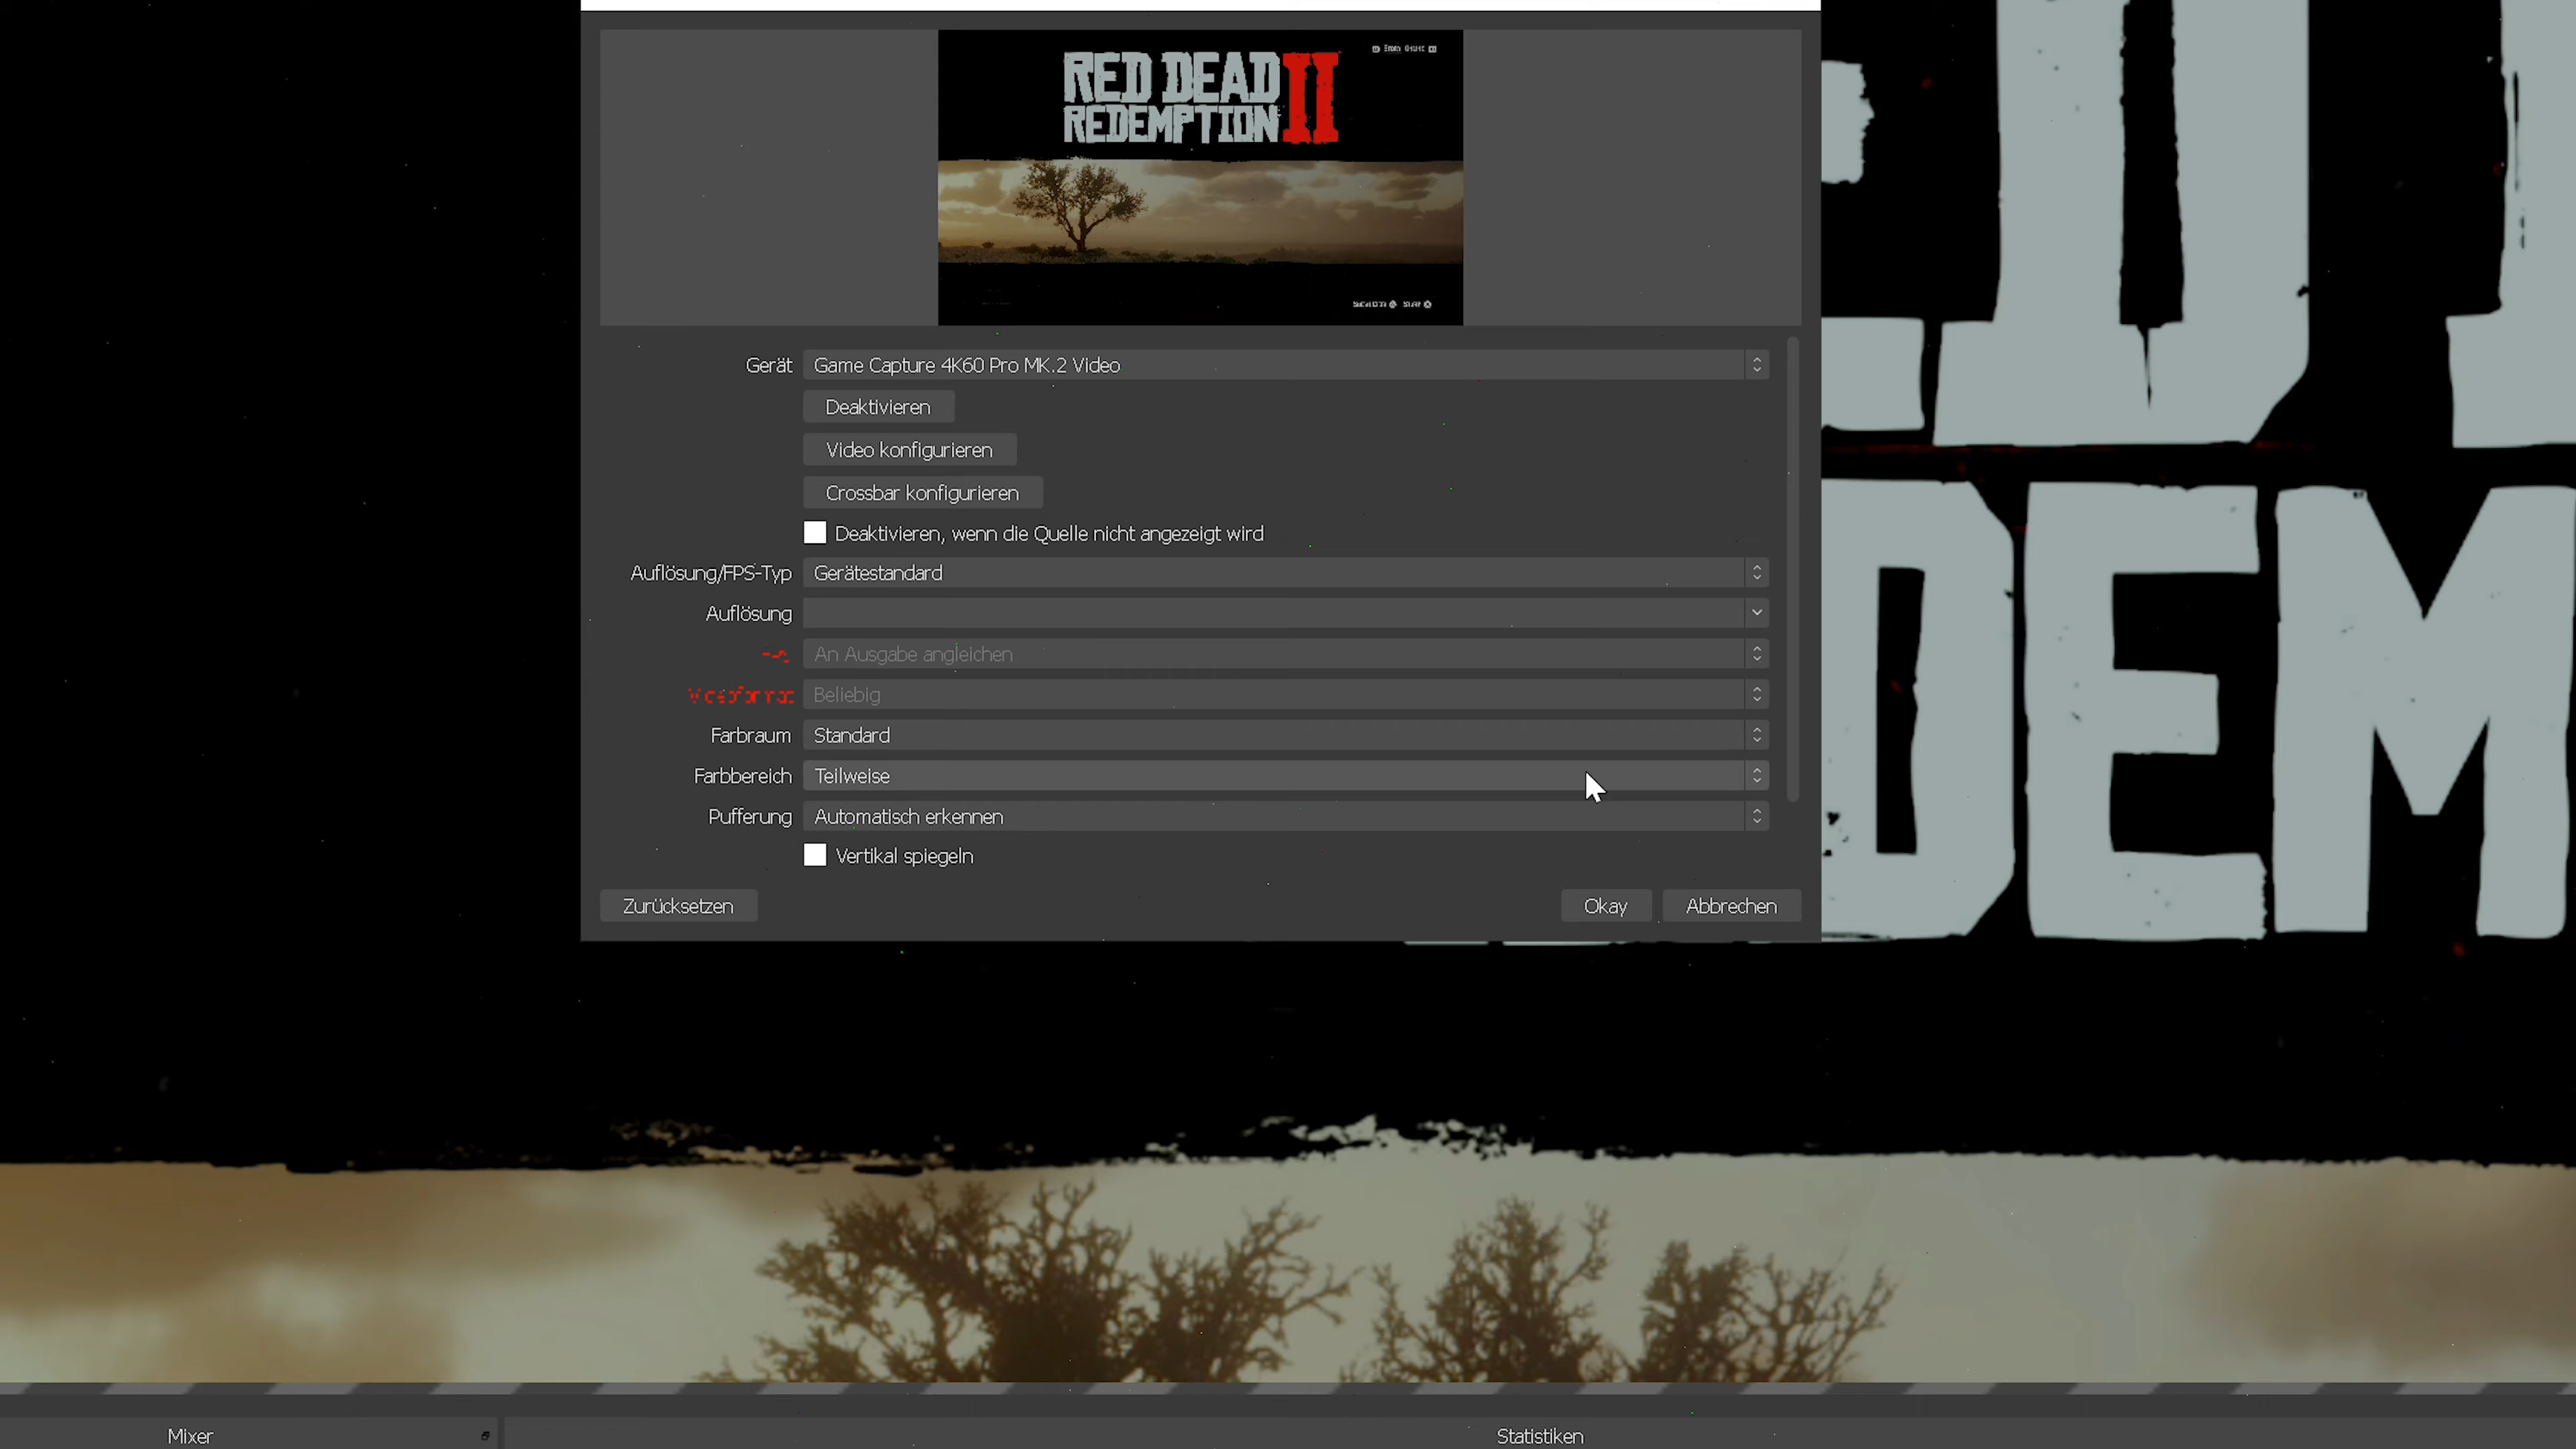 RED DEAD II
REDEMPTION
Gerät Game Capture 4K60 Pro MK.2 Video
Deaktivieren
Video konfigurieren
Crossbar konfigurieren
Deaktivieren, wenn die Quelle nicht angezeigt wird
Auflösung/FPS-Typ Gerätestandard
Auflösung
An Ausgabe angleichen
Beliebig
Farbraum Standard
Farbbereich Teilweise
Pufferung Automatisch erkennen
Vertikal spiegeln
Zurücksetzen Okay Abbrechen
DEM
Mixer Statistiken